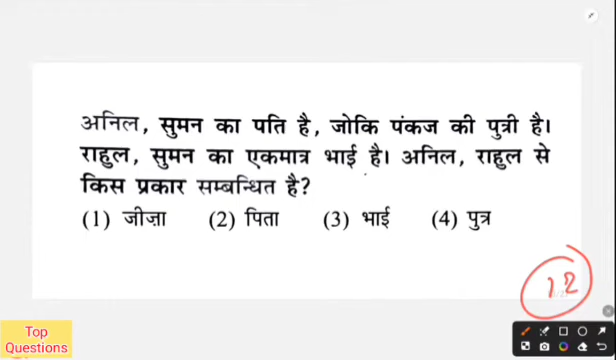 अनिल, सुमन का पति है, जोकि पंकज की पुत्री है।
राहुल, सुमन का एकमात्र भाई है। अनिल, राहुल से
किस प्रकार सम्बन्धित है?
(1) जीज़ा (2) पिता (3) भाई (4) पुत्र
12
Top
Questions